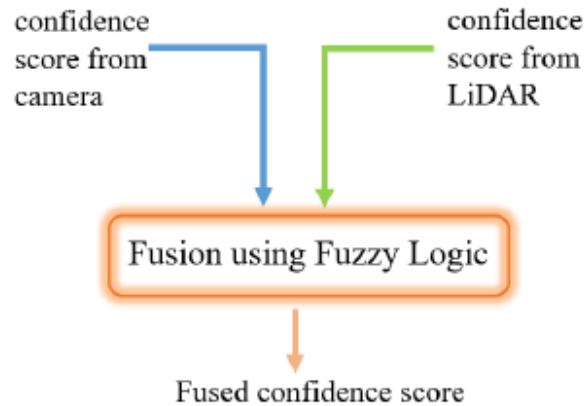 confidence
score from
camera
confidence
score from
LiDAR
Fusion using Fuzzy Logic
Fused confidence score